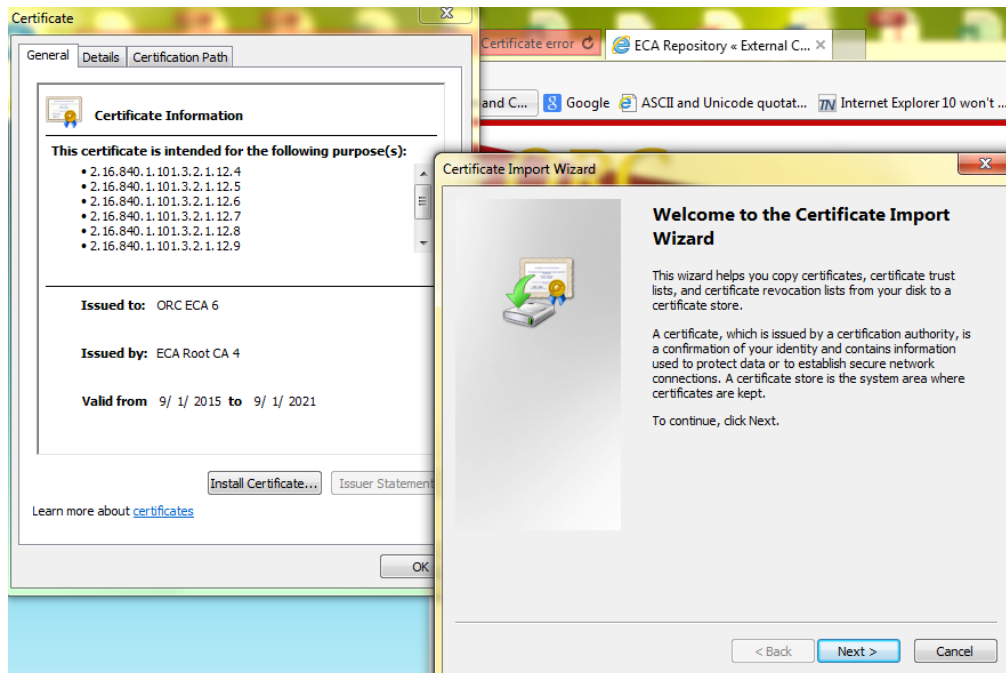 Certificate
General Details Certification Path
Certificate Information
This certificate is intended for the following purpose(s):
• 2.16.840.1.101.3.2.1.12.4
• 2.16.840.1.101.3.2.1.12.5
• 2.16.840.1.101.3.2.1.12.6
• 2.16.840.1.101.3.2.1.12.7
• 2.16.840.1.101.3.2.1.12.8
• 2.16.840.1.101.3.2.1.12.9
Issued to: ORC ECA 6
Issued by: ECA Root CA 4
Valid from 9/ 1/ 2015 to 9/ 1/ 2021
Install Certificate... Issuer Statement
Learn more about certificates
OK
Certificate error
ECA Repository « External C...
and C... Google ASCII and Unicode quotat... TN Internet Explorer 10 won't ...
ORC
Certificate Import Wizard
Welcome to the Certificate Import
Wizard
This wizard helps you copy certificates, certificate trust
lists, and certificate revocation lists from your disk to a
certificate store.
A certificate, which is issued by a certification authority, is
a confirmation of your identity and contains information
used to protect data or to establish secure network
connections. A certificate store is the system area where
certificates are kept.
To continue, click Next.
< Back Next > Cancel